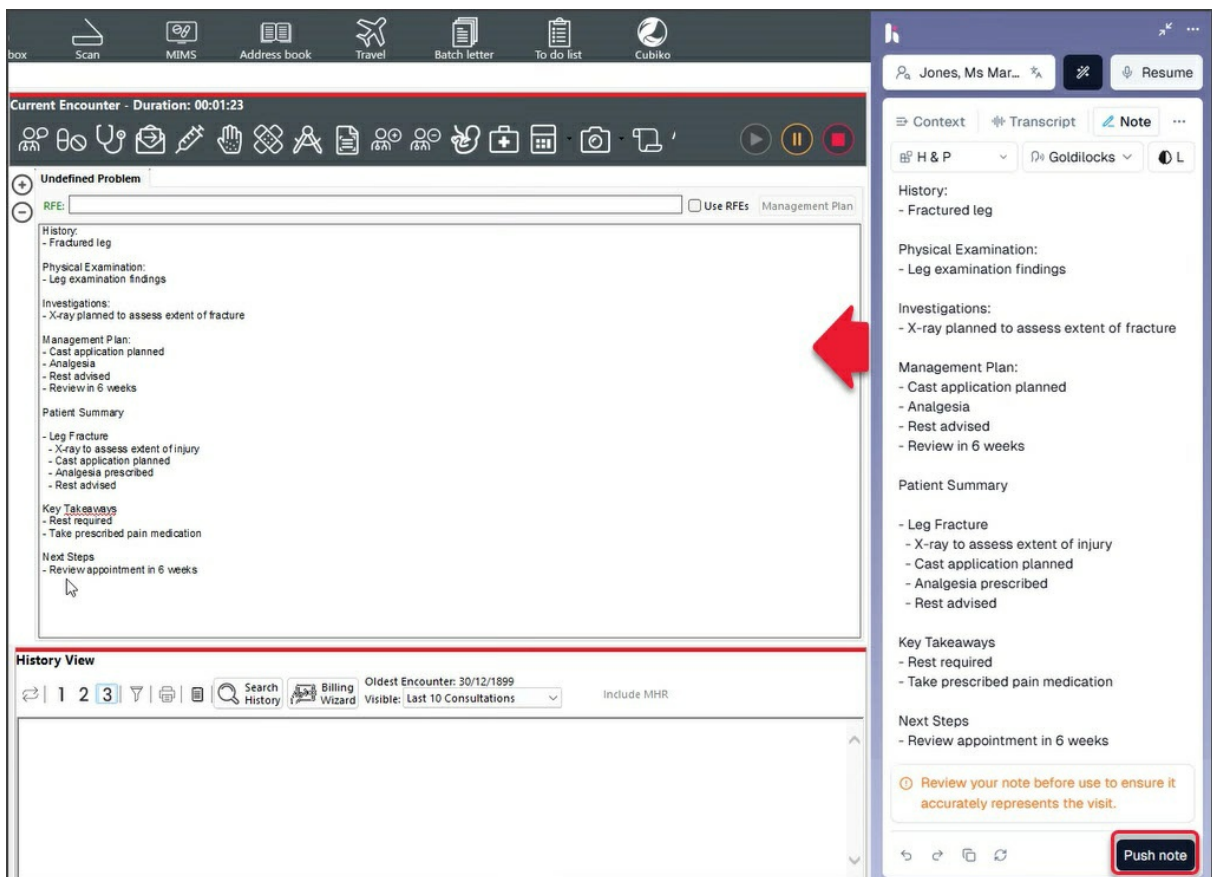 box
Scan
MIMS
Address book
Travel
Batch letter
To do list
Cubiko
Current Encounter - Duration: 00:01:23
Undefined Problem
RFE:
Use RFEs
Management Plan
History:
- Fractured leg
Physical Examination:
- Leg examination findings
Investigations:
- X-ray planned to assess extent of fracture
Management Plan:
- Cast application planned
- Analgesia
- Rest advised
- Review in 6 weeks
Patient Summary
- Leg Fracture
- X-ray to assess extent of injury
- Cast application planned
- Analgesia prescribed
- Rest advised
Key Takeaways
- Rest required
- Take prescribed pain medication
Next Steps
- Review appointment in 6 weeks
History View
1 2 3
Search History
Billing Wizard
Oldest Encounter: 30/12/1899
Visible: Last 10 Consultations
Include MHR
Jones, Ms Mar...
Resume
Context
Transcript
Note
H & P
Goldilocks
L
History:
- Fractured leg
Physical Examination:
- Leg examination findings
Investigations:
- X-ray planned to assess extent of fracture
Management Plan:
- Cast application planned
- Analgesia
- Rest advised
- Review in 6 weeks
Patient Summary
- Leg Fracture
- X-ray to assess extent of injury
- Cast application planned
- Analgesia prescribed
- Rest advised
Key Takeaways
- Rest required
- Take prescribed pain medication
Next Steps
- Review appointment in 6 weeks
Review your note before use to ensure it
accurately represents the visit.
Push note